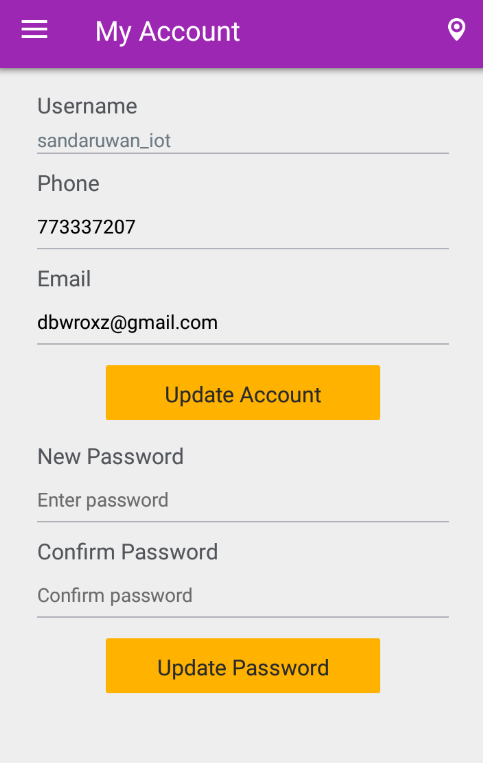 My Account
Username
sandaruwan_iot
Phone
773337207
Email
dbwroxz@gmail.com
Update Account
New Password
Enter password
Confirm Password
Confirm password
Update Password